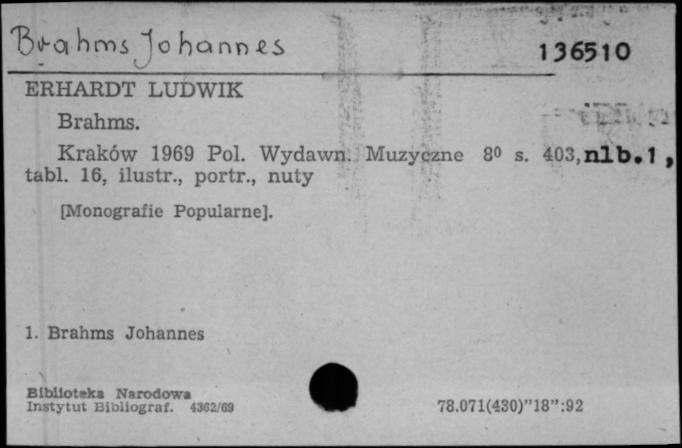 Brahms Johannes
136510
ERHARDT LUDWIK
Brahms.
Kraków 1969 Pol. Wydawn. Muzyczne 8⁰ s. 403, nlb. 1,
tabl. 16, ilustr., portr., nuty
[Monografie Popularne].
1. Brahms Johannes
Biblioteka Narodowa
Instytut Bibliograf. 4362/69
78.071(430)”18”:92